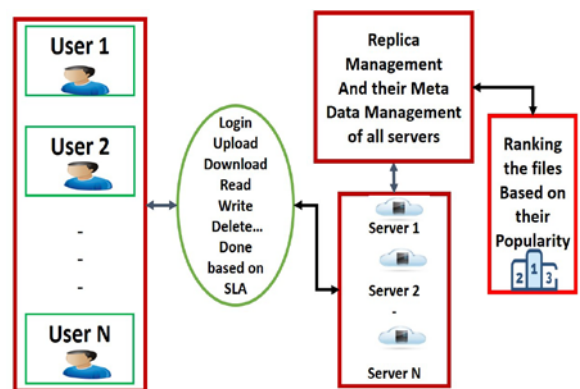 User 1
User 2
-
-
-
User N
Login
Upload
Download
Read
Write
Delete...
Done
based on
SLA
Replica
Management
And their Meta
Data Management
of all servers
Server 1
Server 2
-
Server N
Ranking
the files
Based on
their
Popularity
2 1 3